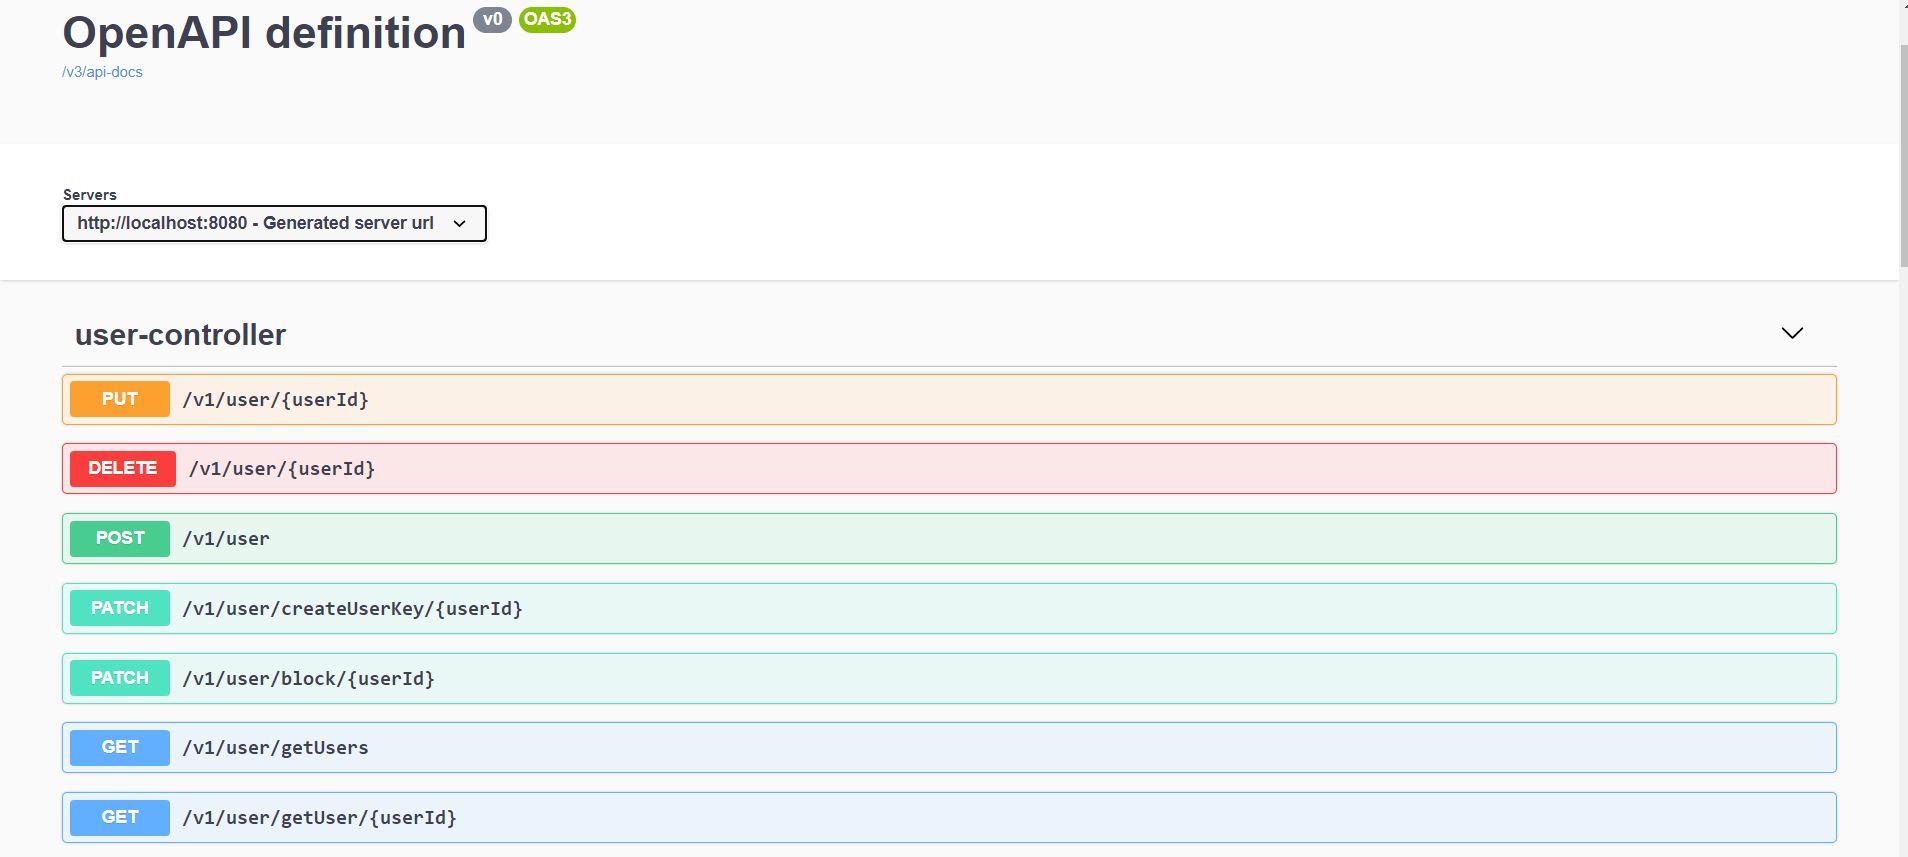 OpenAPI definition v0 OAS3
/v3/api-docs
Servers
http://localhost:8080 - Generated server url
user-controller
PUT /v1/user/{userId}
DELETE /v1/user/{userId}
POST /v1/user
PATCH /v1/user/createUserKey/{userId}
PATCH /v1/user/block/{userId}
GET /v1/user/getUsers
GET /v1/user/getUser/{userId}